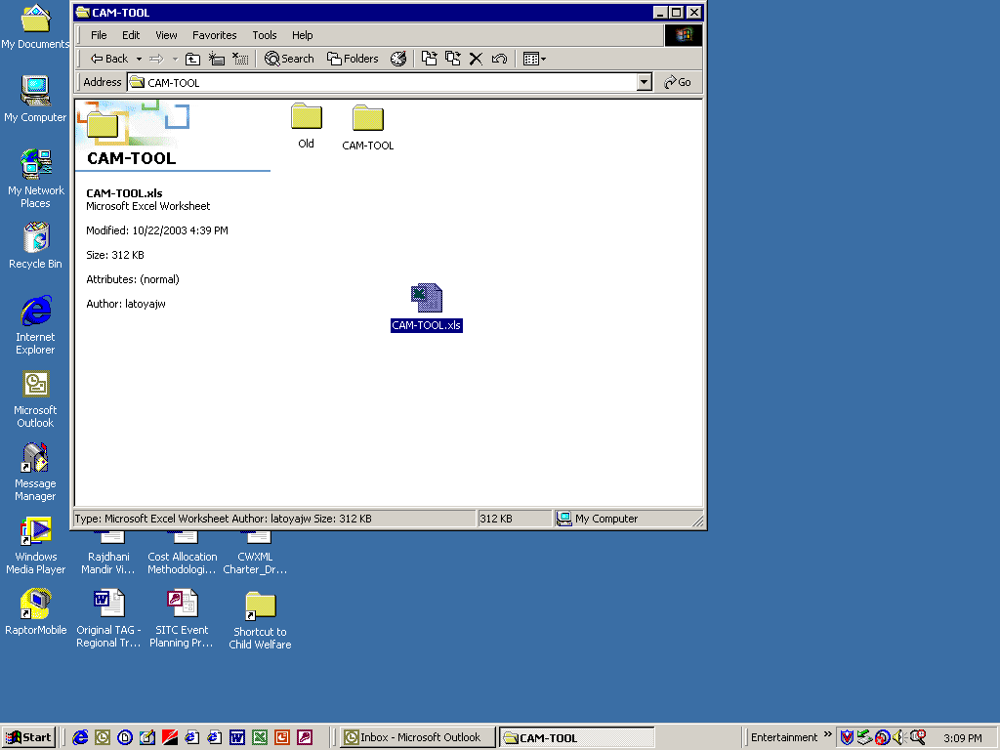 CAM-TOOL
File Edit View Favorites Tools Help
Back Search Folders
Address CAM-TOOL Go
CAM-TOOL
CAM-TOOL.xls
Microsoft Excel Worksheet
Modified: 10/22/2003 4:39 PM
Size: 312 KB
Attributes: (normal)
Author: latoyajw
Old
CAM-TOOL
CAM-TOOL.xls
Type: Microsoft Excel Worksheet Author: latoyajw Size: 312 KB 312 KB My Computer
My Documents
My Computer
My Network
Places
Recycle Bin
Internet
Explorer
Microsoft
Outlook
Message
Manager
Windows
Media Player
Rajdhani
Mandir Vi...
Cost Allocation
Methodologi...
CWXML
Charter_Dr...
RaptorMobile
Original TAG -
Regional Tr...
SITC Event
Planning Pr...
Shortcut to
Child Welfare
Start Inbox - Microsoft Outlook CAM-TOOL Entertainment » 3:09 PM